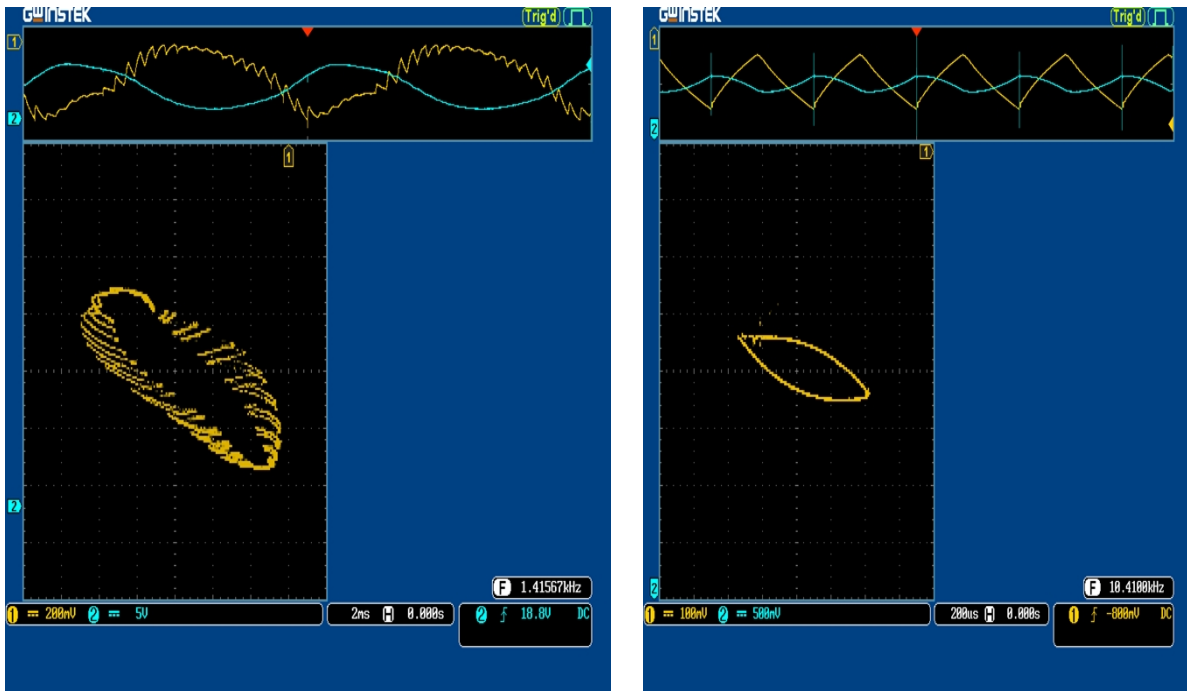 GWINSTEK
Trig'd
1
2
1
2
F 1.41567kHz
1 200mV 2 5V
2ms H 0.000s
2 18.8V DC
GWINSTEK
Trig'd
1
2
1
2
F 10.4100kHz
1 100mV 2 500mV
200us H 0.000s
1 -800mV DC